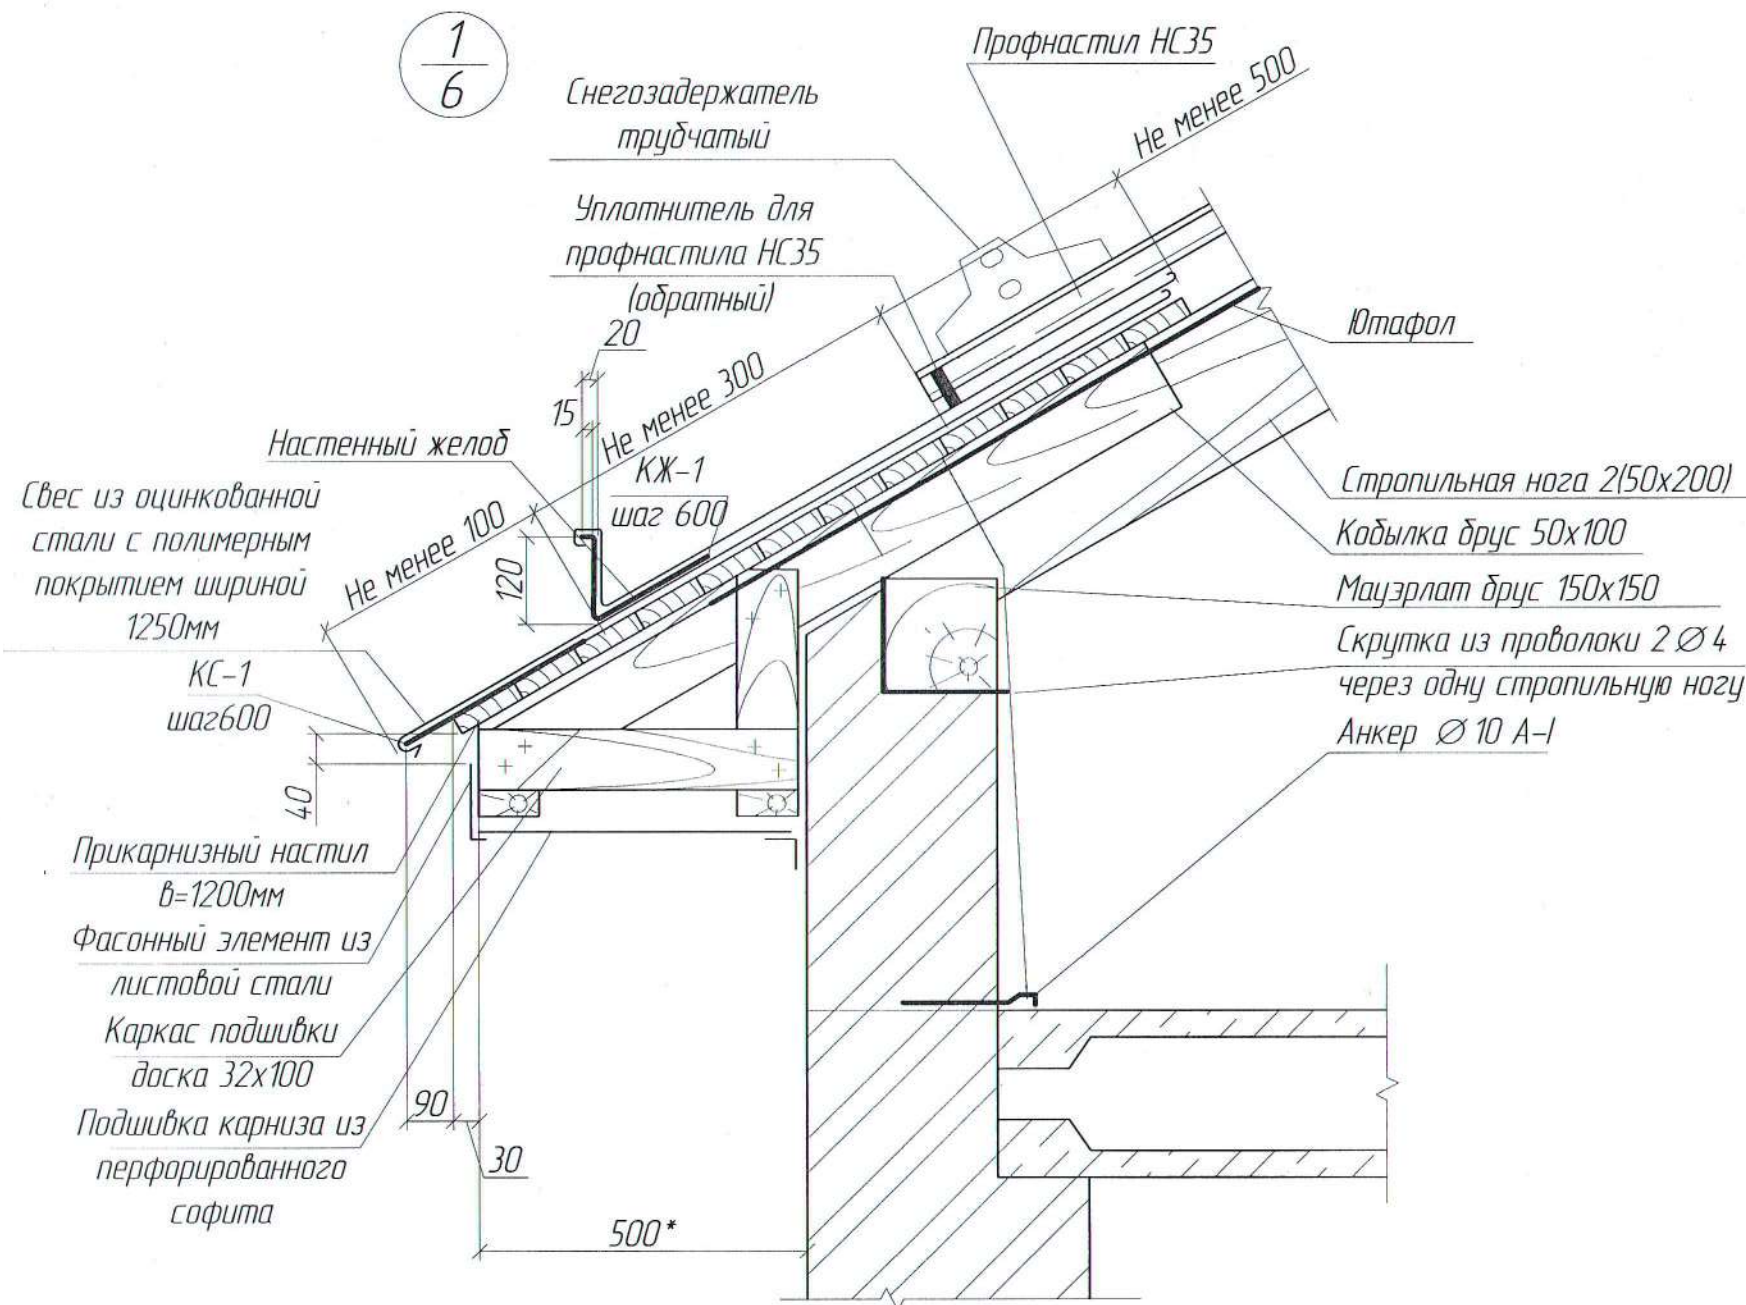 1
6
Снегозадержатель
трубчатый
Профнастил НС35
Не менее 500
Уплотнитель для
профнастила НС35
(обратный)
20
15
Не менее 300
Ютафол
Настенный желоб
КЖ-1
шаг 600
Свес из оцинкованной
стали с полимерным
покрытием шириной
1250мм
Не менее 100
120
КС-1
шаг600
40
Стропильная нога 2(50х200)
Кобылка брус 50х100
Мауэрлат брус 150х150
Скрутка из проволоки 2 Ø 4
через одну стропильную ногу
Анкер Ø 10 А-I
Прикарнизный настил
в=1200мм
Фасонный элемент из
листовой стали
Каркас подшивки
доска 32х100
Подшивка карниза из
перфорированного
софита
90
30
500*